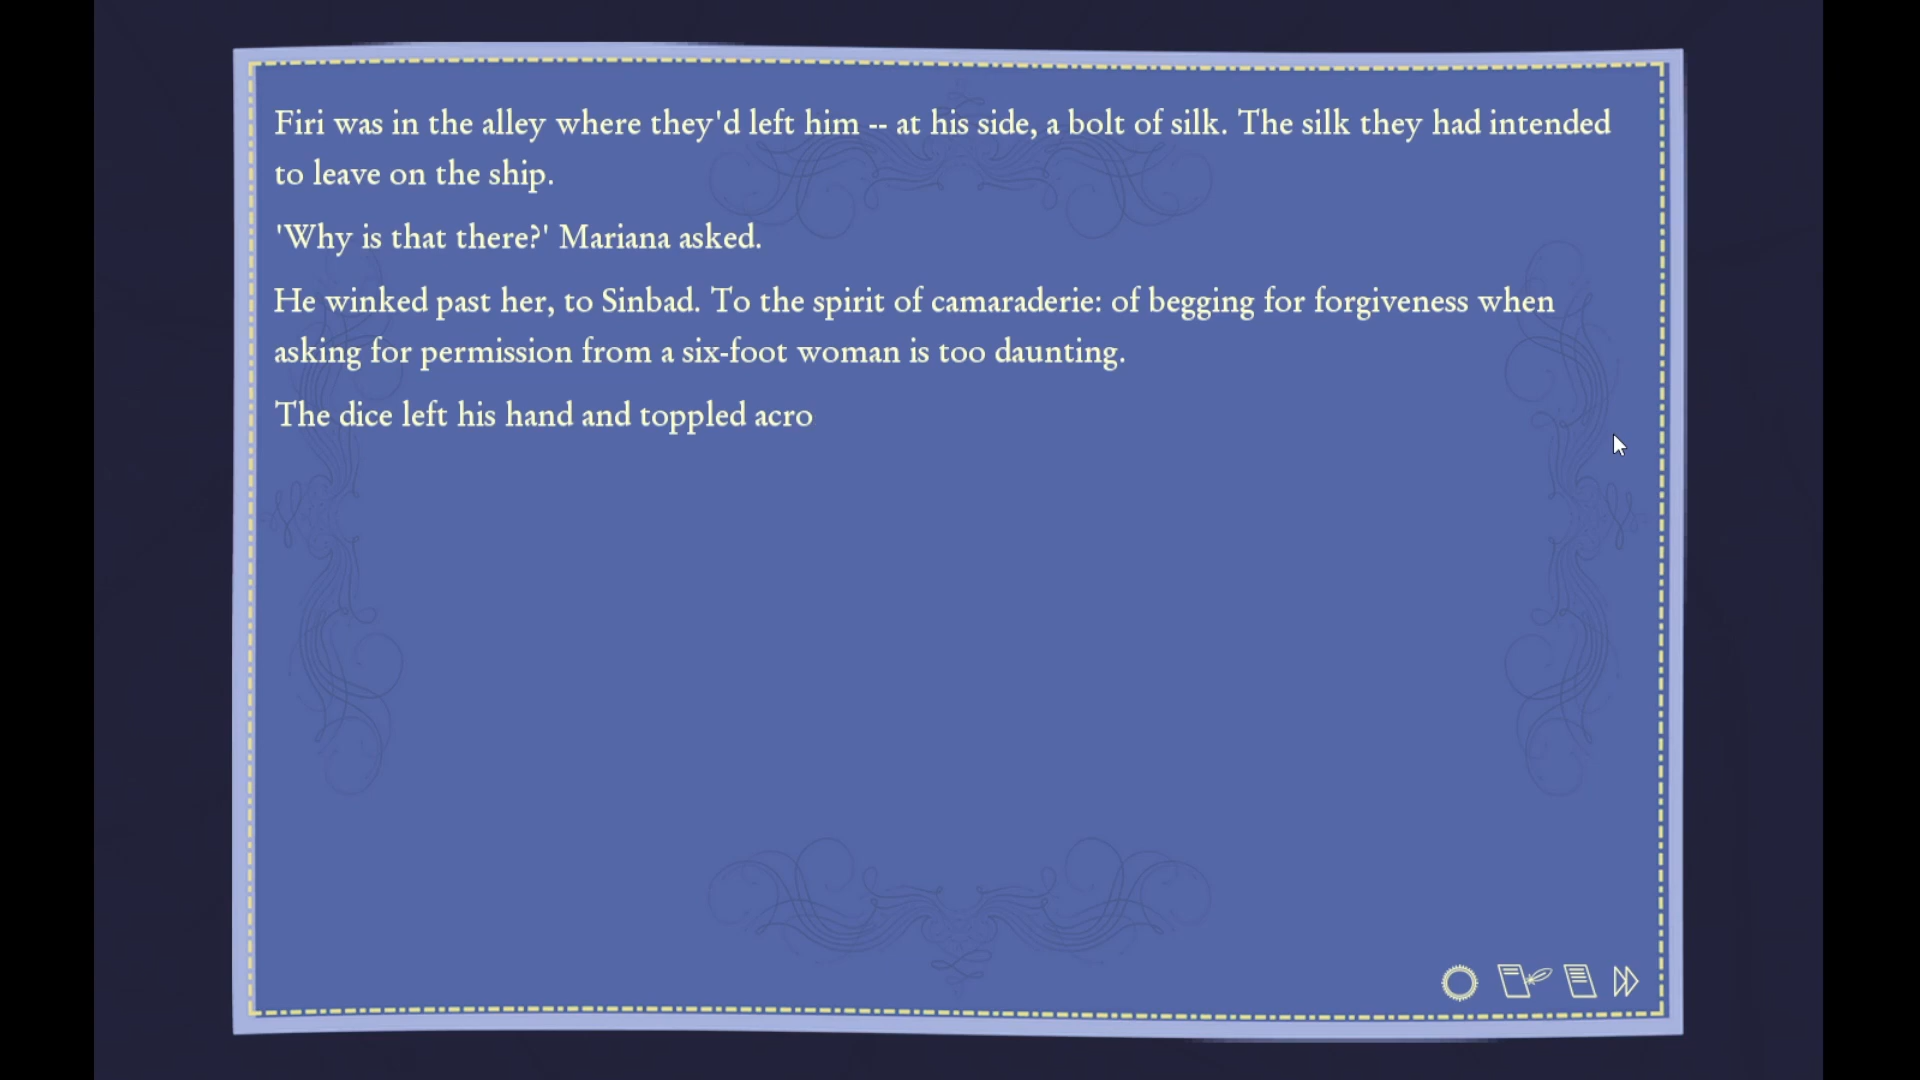 Firi was in the alley where they'd left him -- at his side, a bolt of silk. The silk they had intended
to leave on the ship.
'Why is that there?' Mariana asked.
He winked past her, to Sinbad. To the spirit of camaraderie: of begging for forgiveness when
asking for permission from a six-foot woman is too daunting.
The dice left his hand and toppled acro